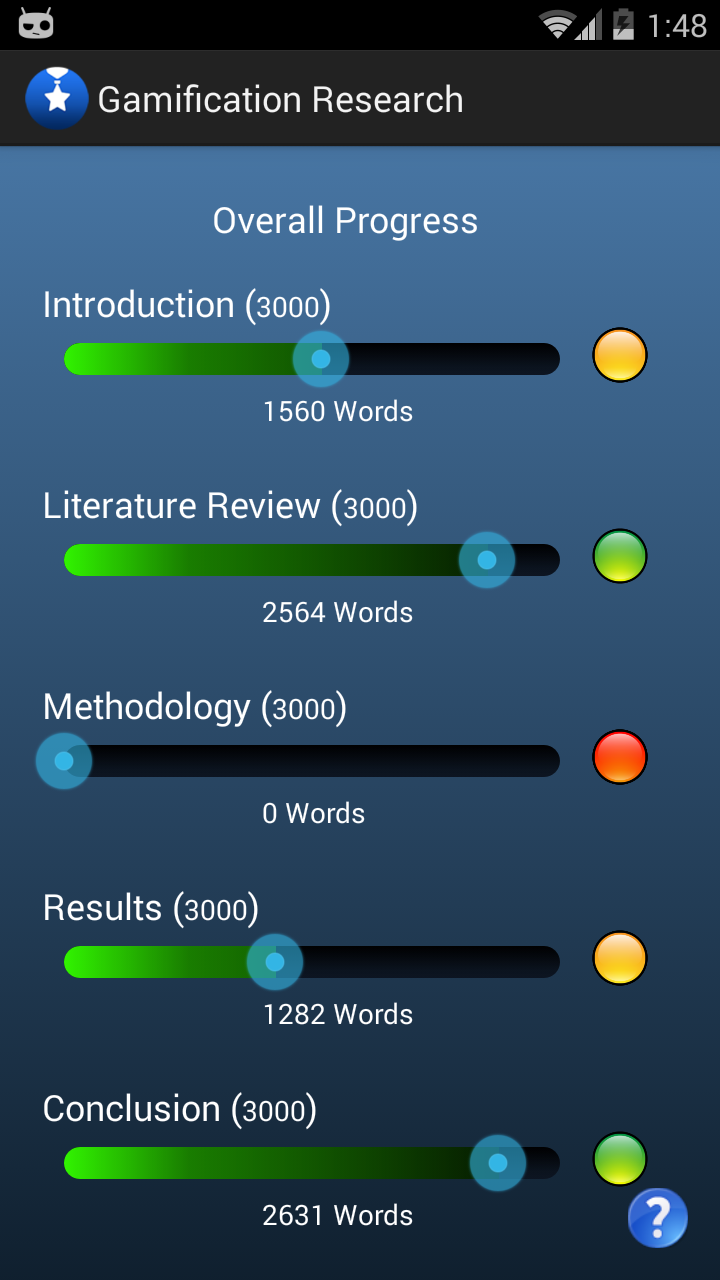 1:48
Gamification Research
Overall Progress
Introduction (3000)
1560 Words
Literature Review (3000)
2564 Words
Methodology (3000)
0 Words
Results (3000)
1282 Words
Conclusion (3000)
2631 Words
?